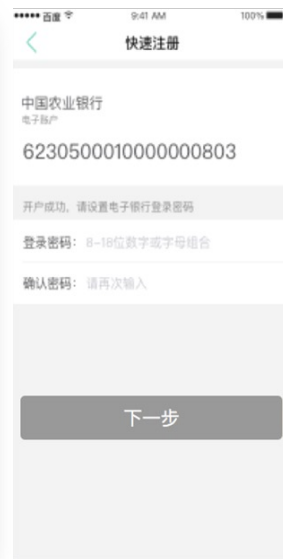 百度 9:41 AM 100%
快速注册
中国农业银行
电子账户
6230500010000000803
开户成功，请设置电子银行登录密码
登录密码： 8-18位数字或字母组合
确认密码： 请再次输入
下一步